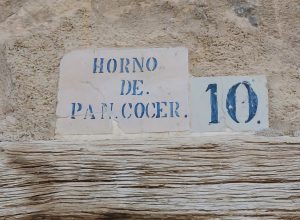 HORNO
DE.
PAN.COCER.
10.